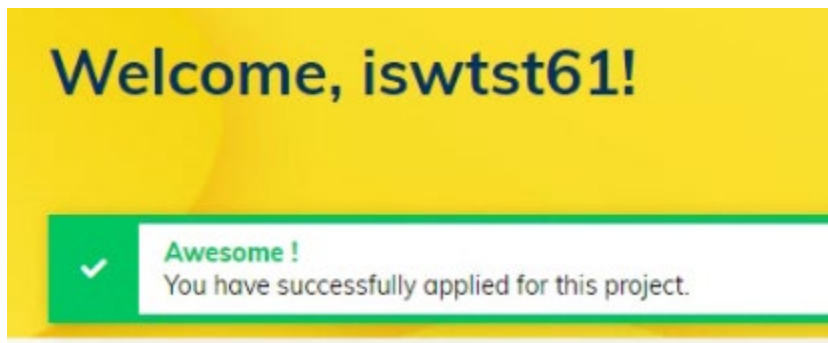 Welcome, iswtst61!
Awesome !
You have successfully applied for this project.